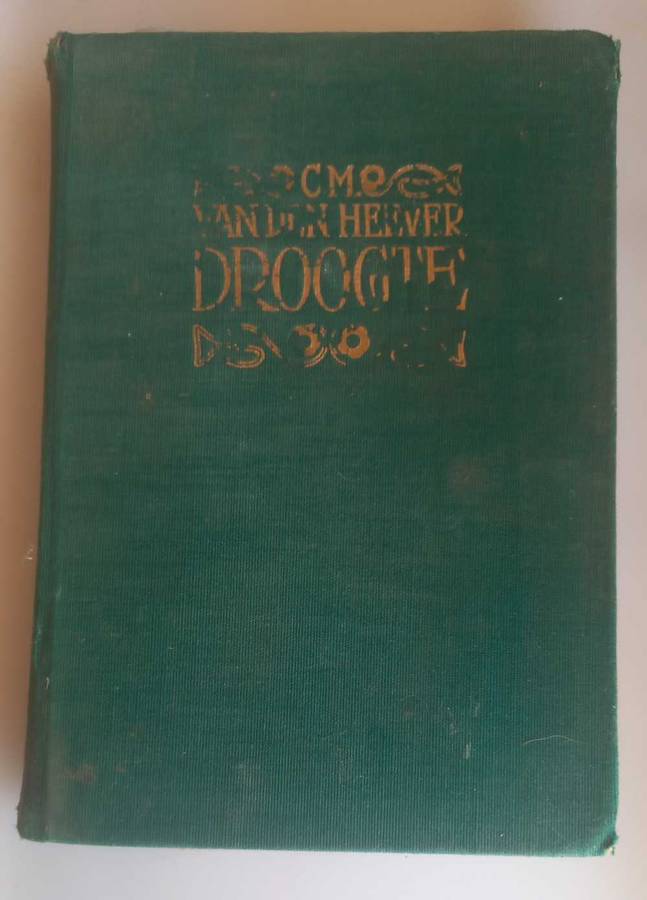 C.M.
VAN DEN HEEVER
DROOGTE